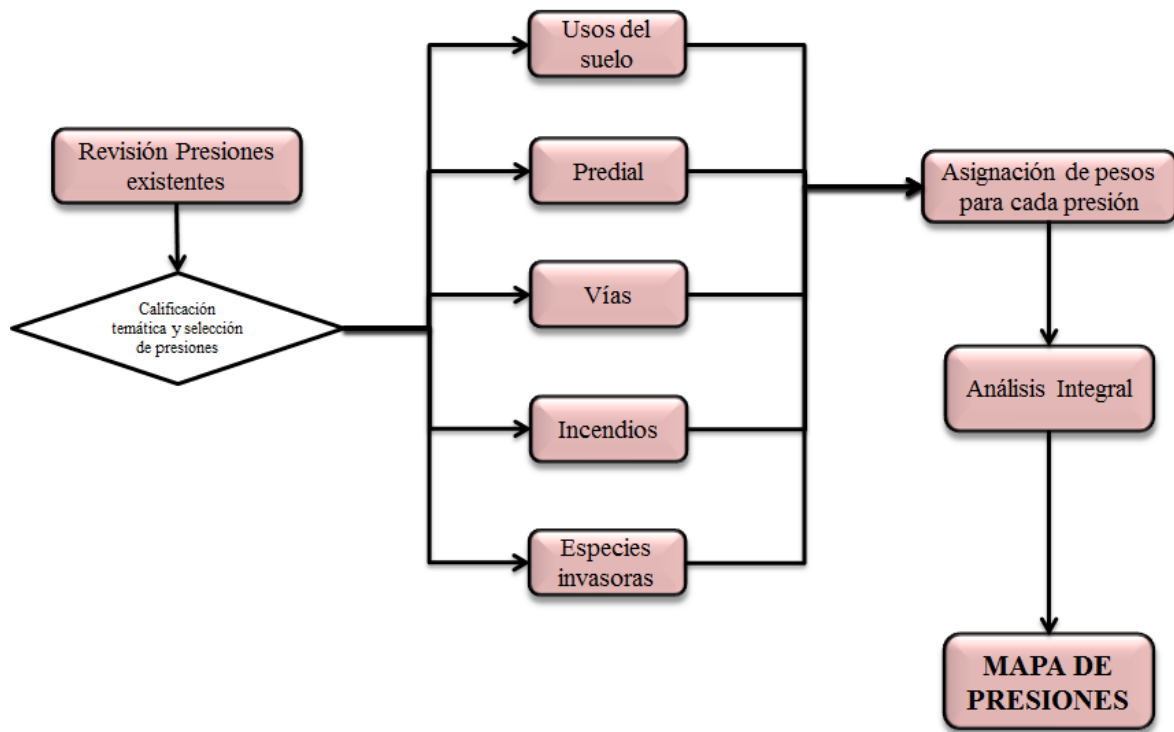 Revisión Presiones
existentes
Calificación
temática y selección
de presiones
Usos del
suelo
Predial
Vías
Incendios
Especies
invasoras
Asignación de pesos
para cada presión
Análisis Integral
MAPA DE
PRESIONES